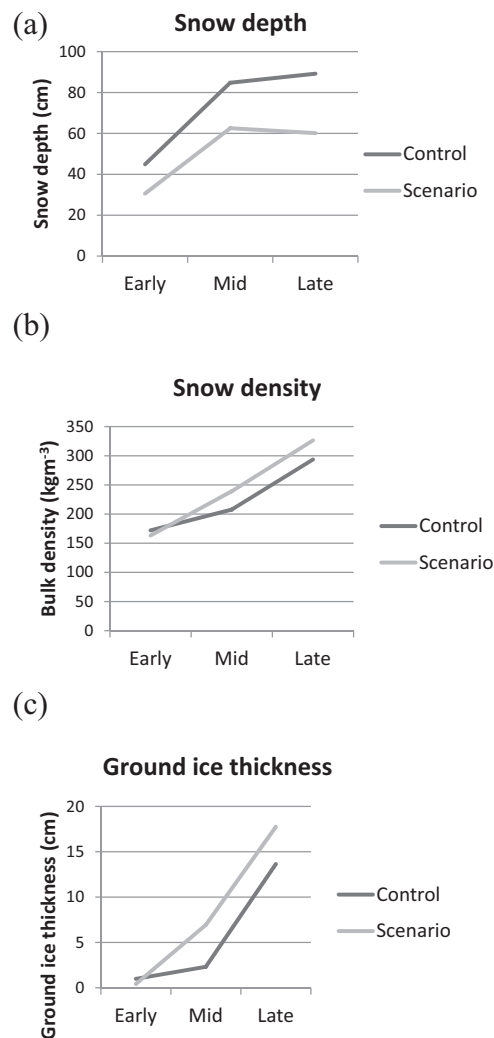 (a)
Snow depth
Snow depth (cm)
100
80
60
40
20
0
Early Mid Late
Control
Scenario
(b)
Snow density
Bulk density (kgm⁻³)
350
300
250
200
150
100
50
0
Early Mid Late
Control
Scenario
(c)
Ground ice thickness
Ground ice thickness (cm)
20
15
10
5
0
Early Mid Late
Control
Scenario